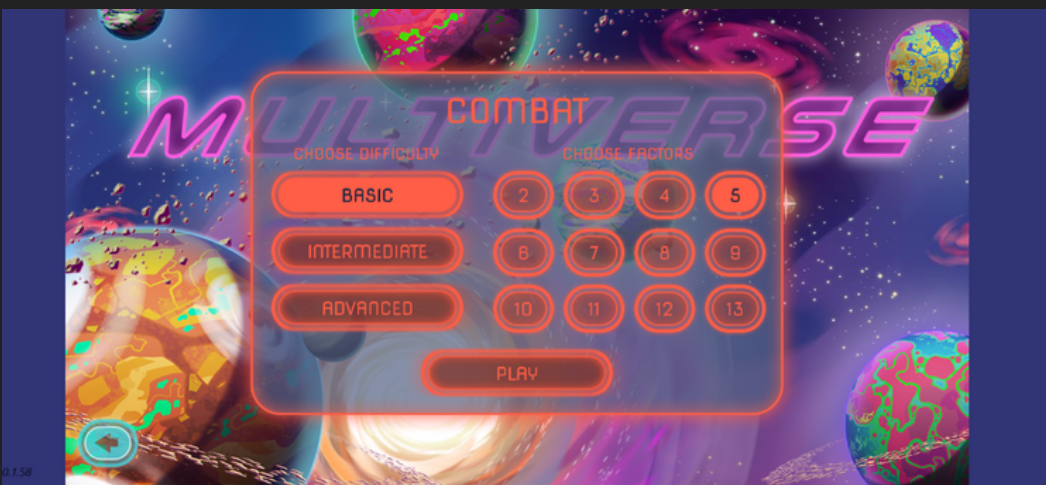 MULTIVERSE
COMBAT
CHOOSE DIFFICULTY
CHOOSE FACTORS
BASIC
2 3 4 5
INTERMEDIATE
6 7 8 9
ADVANCED
10 11 12 13
PLAY
0.1.58